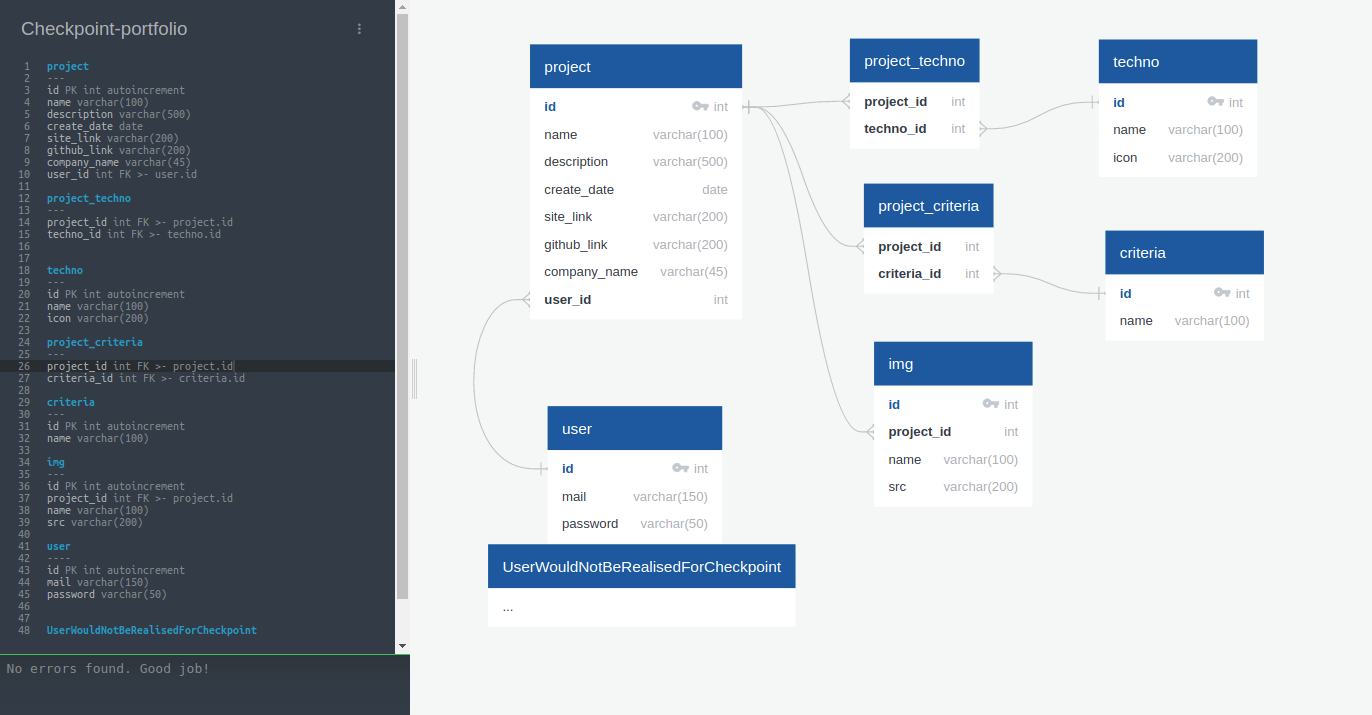 Checkpoint-portfolio
1 project
2 ---
3 id PK int autoincrement
4 name varchar(100)
5 description varchar(500)
6 create_date date
7 site_link varchar(200)
8 github_link varchar(200)
9 company_name varchar(45)
10 user_id int FK >- user.id
11
12 project_techno
13 ---
14 project_id int FK >- project.id
15 techno_id int FK >- techno.id
16
17
18 techno
19 ---
20 id PK int autoincrement
21 name varchar(100)
22 icon varchar(200)
23
24 project_criteria
25 ---
26 project_id int FK >- project.id
27 criteria_id int FK >- criteria.id
28
29 criteria
30 ---
31 id PK int autoincrement
32 name varchar(100)
33
34 img
35 ---
36 id PK int autoincrement
37 project_id int FK >- project.id
38 name varchar(100)
39 src varchar(200)
40
41 user
42 ----
43 id PK int autoincrement
44 mail varchar(150)
45 password varchar(50)
46
47
48 UserWouldNotBeRealisedForCheckpoint
No errors found. Good job!
project
id int
name varchar(100)
description varchar(500)
create_date date
site_link varchar(200)
github_link varchar(200)
company_name varchar(45)
user_id int
project_techno
project_id int
techno_id int
techno
id int
name varchar(100)
icon varchar(200)
project_criteria
project_id int
criteria_id int
criteria
id int
name varchar(100)
img
id int
project_id int
name varchar(100)
src varchar(200)
user
id int
mail varchar(150)
password varchar(50)
UserWouldNotBeRealisedForCheckpoint
...